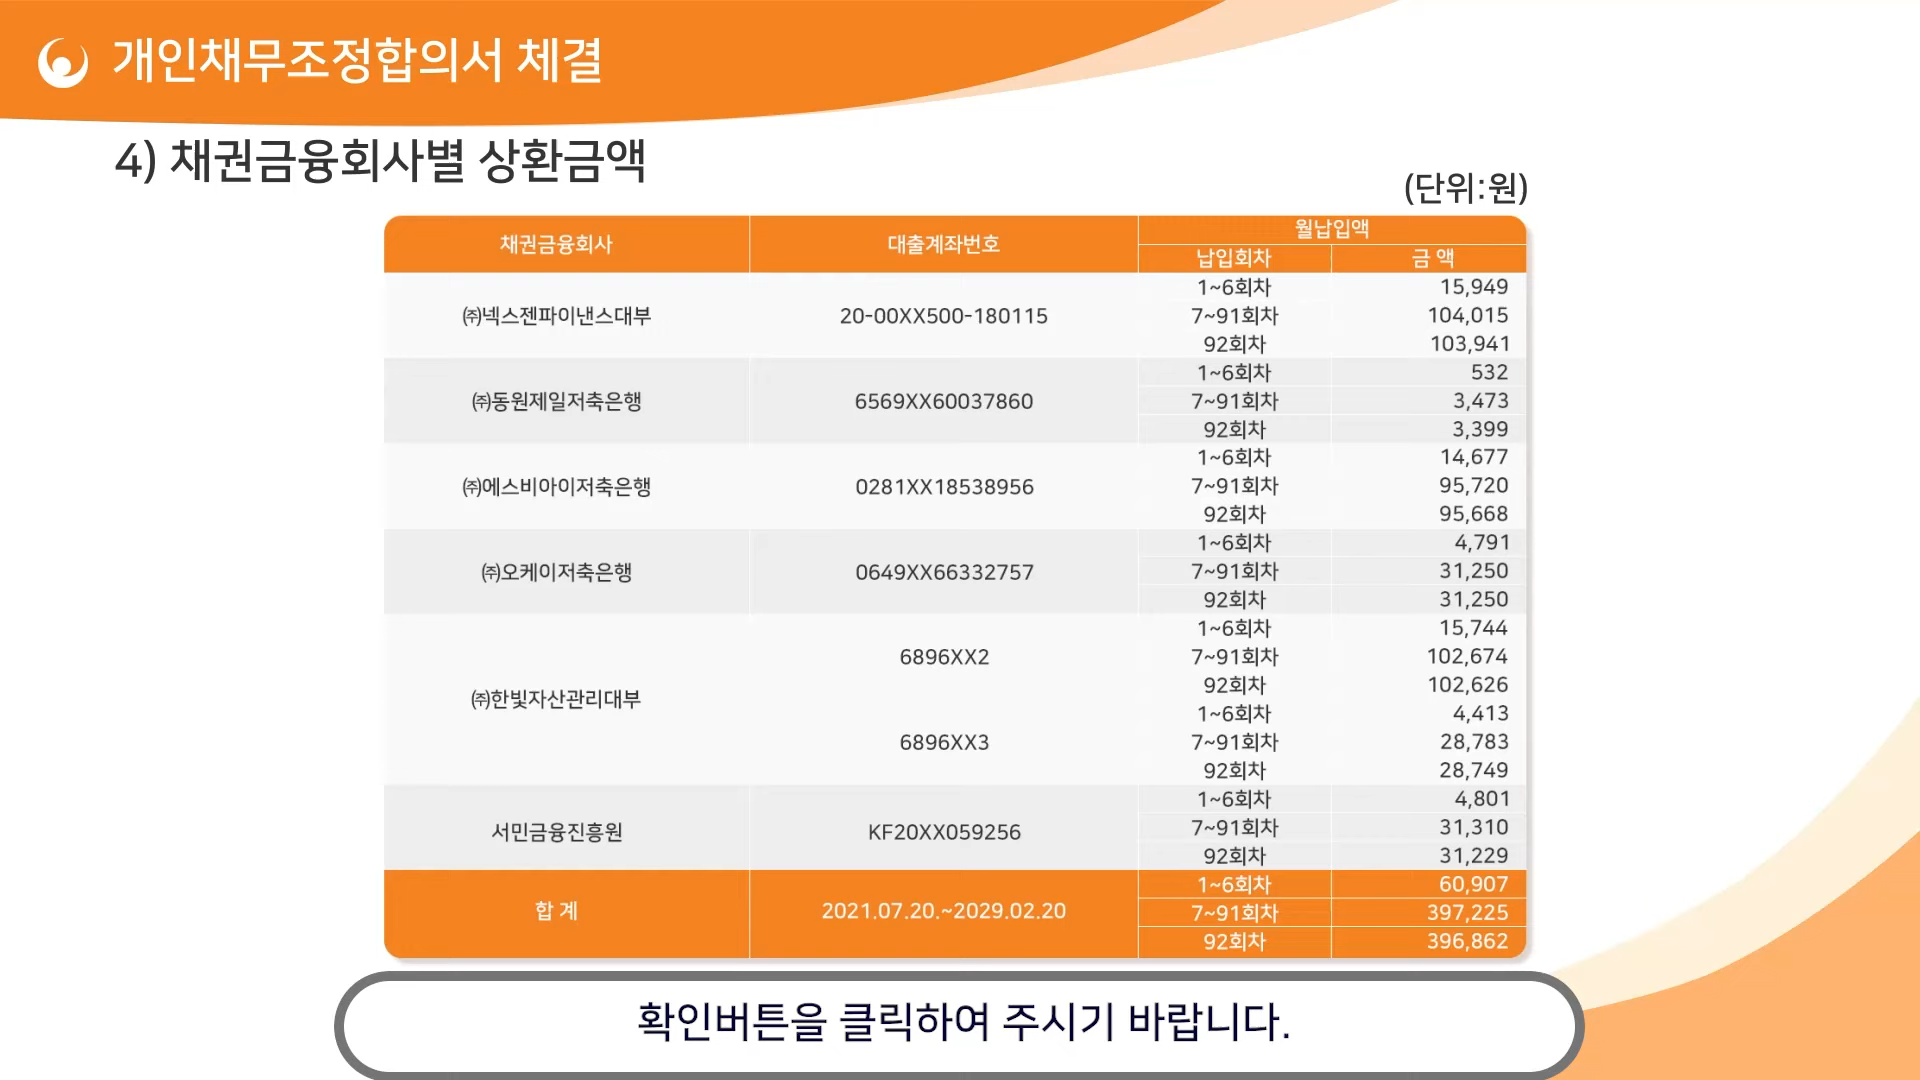 개인채무조정합의서 체결
4) 채권금융회사별 상환금액
(단위:원)
채권금융회사 대출계좌번호 월납입액
납입회차 금 액
㈜넥스젠파이낸스대부 20-00XX500-180115
1~6회차 15,949
7~91회차 104,015
92회차 103,941
㈜동원제일저축은행 6569XX60037860
1~6회차 532
7~91회차 3,473
92회차 3,399
㈜에스비아이저축은행 0281XX18538956
1~6회차 14,677
7~91회차 95,720
92회차 95,668
㈜오케이저축은행 0649XX66332757
1~6회차 4,791
7~91회차 31,250
92회차 31,250
㈜한빛자산관리대부
6896XX2
1~6회차 15,744
7~91회차 102,674
92회차 102,626
6896XX3
1~6회차 4,413
7~91회차 28,783
92회차 28,749
서민금융진흥원 KF20XX059256
1~6회차 4,801
7~91회차 31,310
92회차 31,229
합 계 2021.07.20.~2029.02.20
1~6회차 60,907
7~91회차 397,225
92회차 396,862
확인버튼을 클릭하여 주시기 바랍니다.